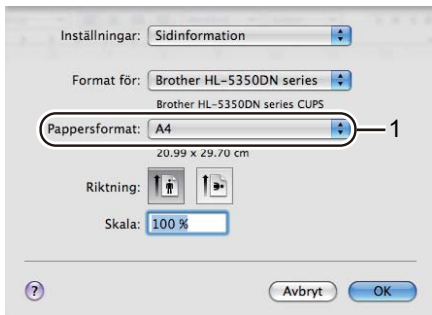 Inställningar: Sidinformation
Format för: Brother HL-5350DN series
Brother HL-5350DN series CUPS
Pappersformat: A4 1
20.99 x 29.70 cm
Riktning:
Skala: 100 %
? Avbryt OK